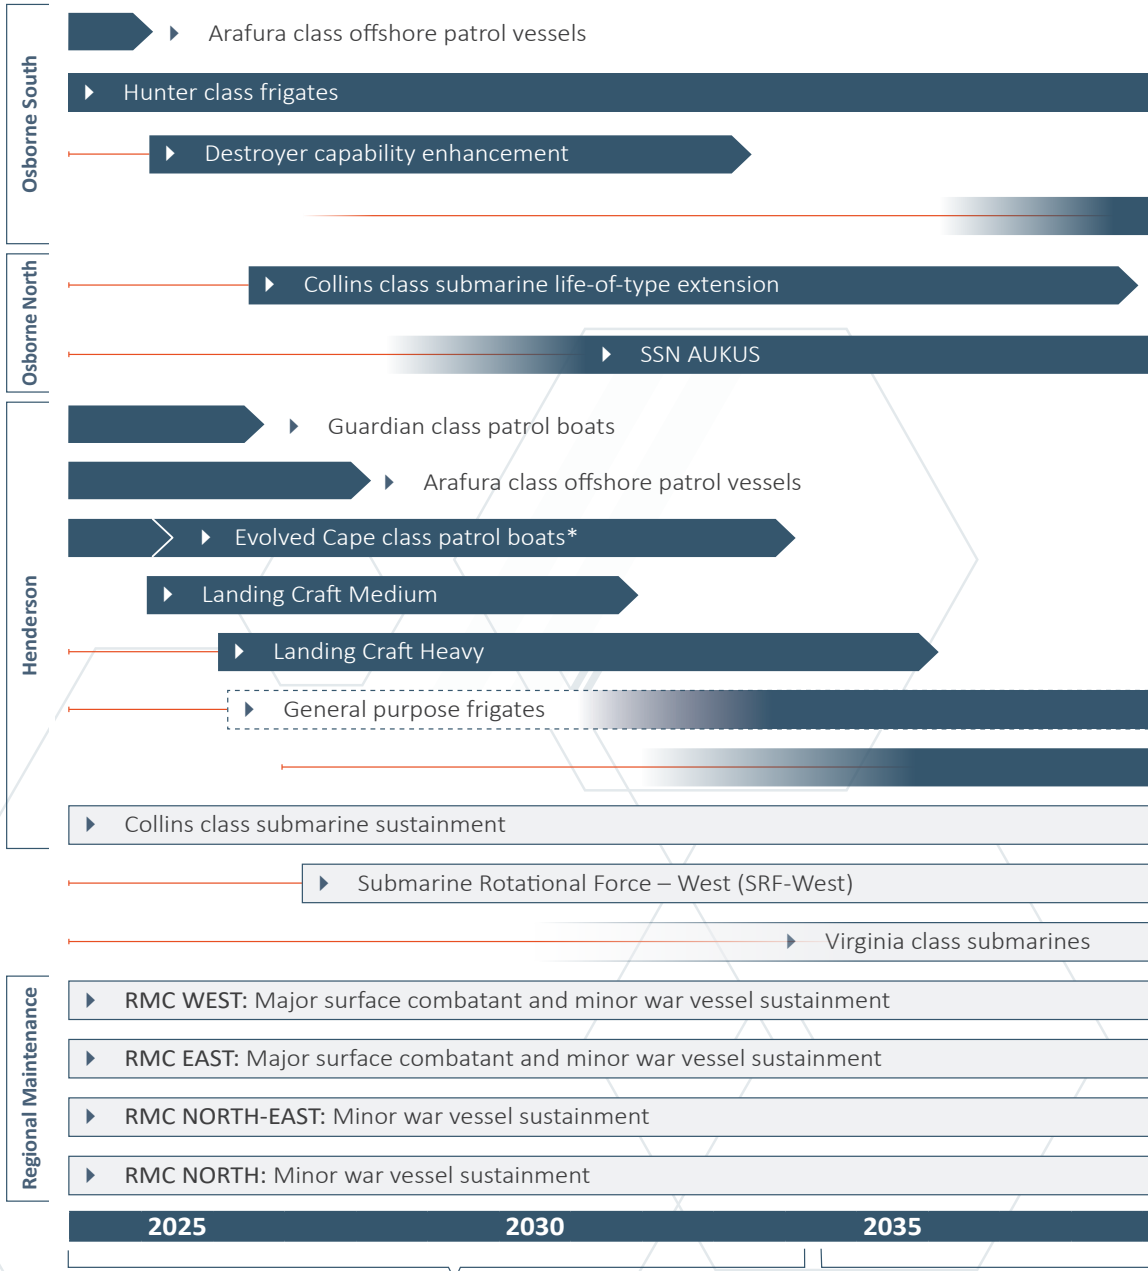 Osborne South
Arafura class offshore patrol vessels
Hunter class frigates
Destroyer capability enhancement
Osborne North
Collins class submarine life-of-type extension
SSN AUKUS
Henderson
Guardian class patrol boats
Arafura class offshore patrol vessels
Evolved Cape class patrol boats*
Landing Craft Medium
Landing Craft Heavy
General purpose frigates
Collins class submarine sustainment
Submarine Rotational Force – West (SRF-West)
Virginia class submarines
Regional Maintenance
RMC WEST: Major surface combatant and minor war vessel sustainment
RMC EAST: Major surface combatant and minor war vessel sustainment
RMC NORTH-EAST: Minor war vessel sustainment
RMC NORTH: Minor war vessel sustainment
2025 2030 2035